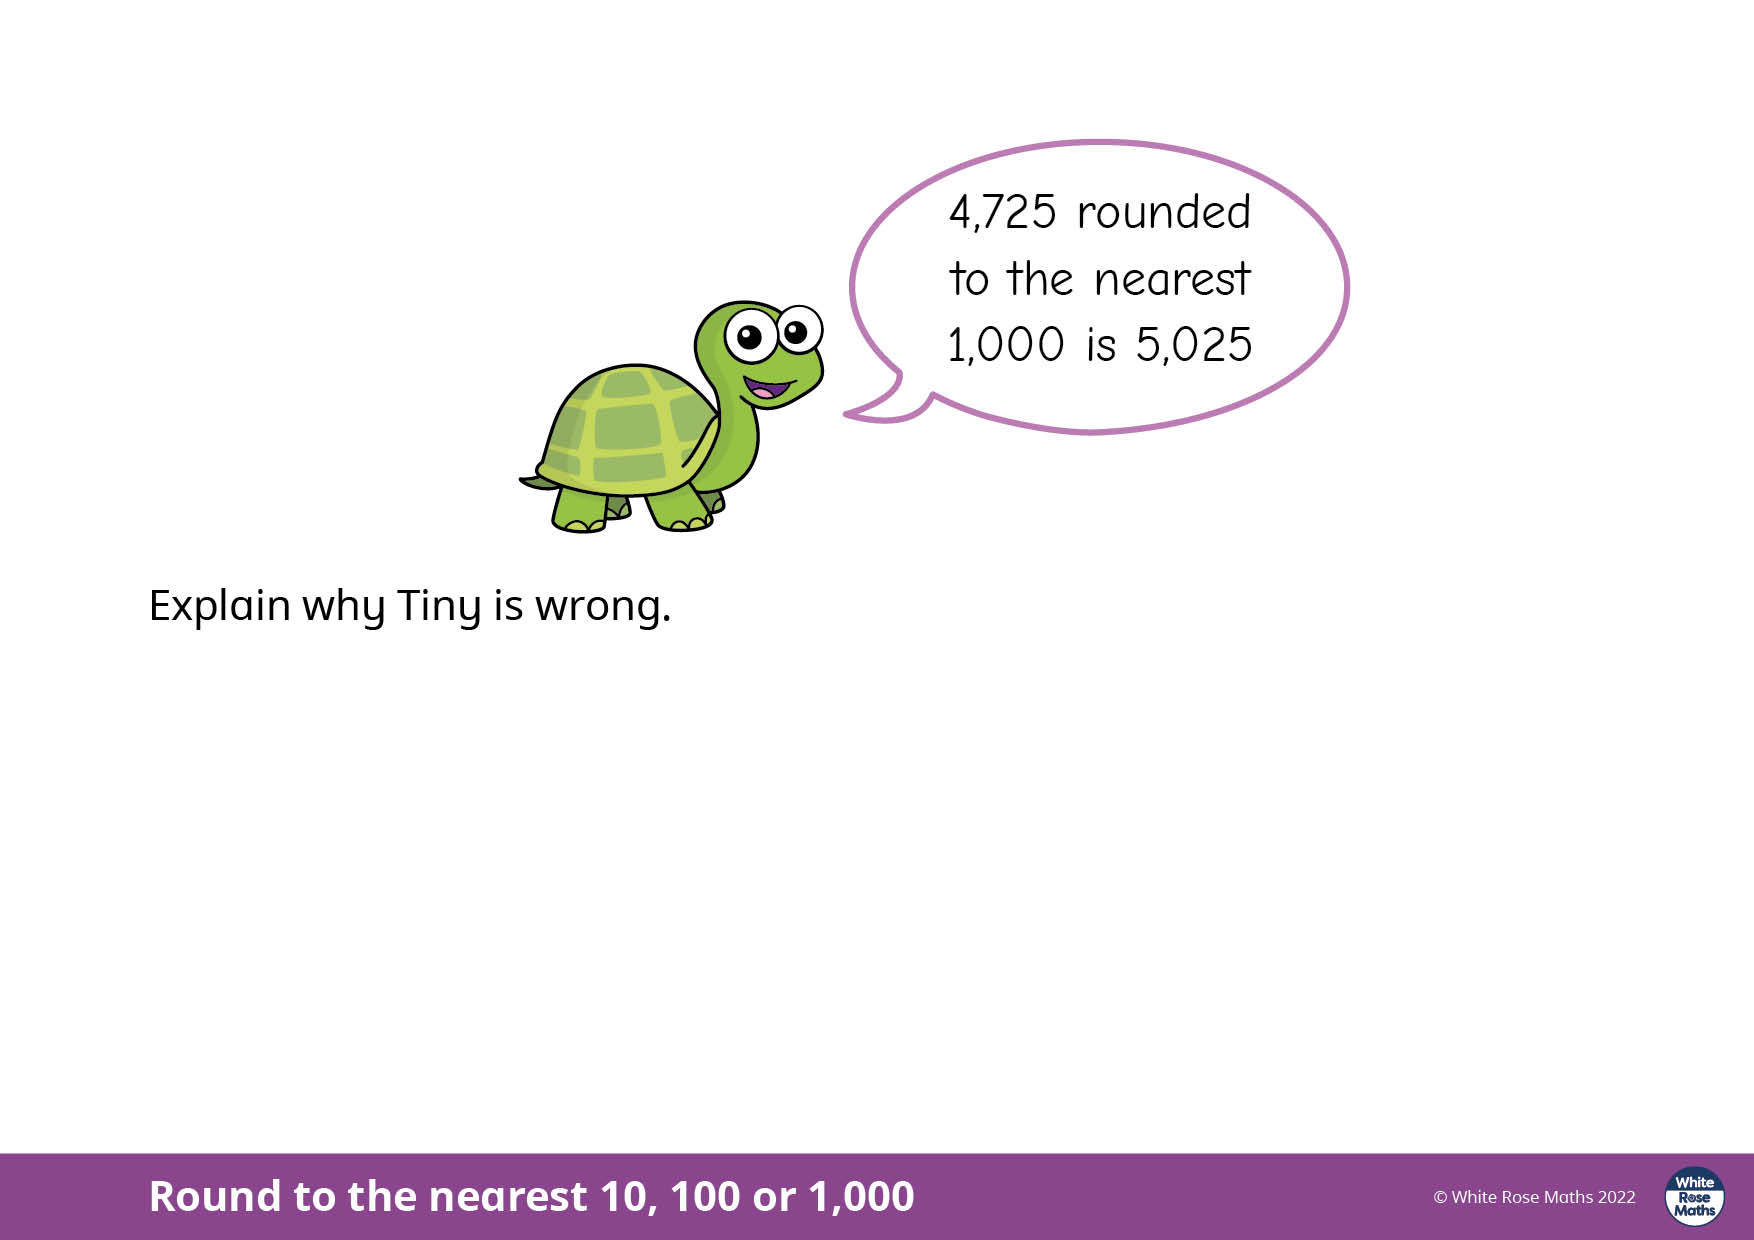 4,725 rounded
to the nearest
1,000 is 5,025
Explain why Tiny is wrong.
Round to the nearest 10, 100 or 1,000
© White Rose Maths 2022
White
Rose
Maths